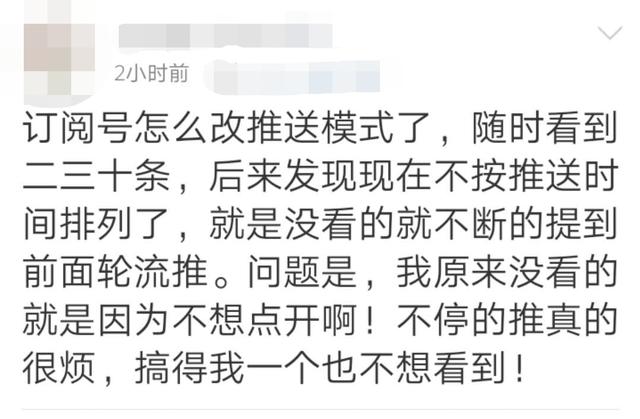 2小时前
订阅号怎么改推送模式了，随时看到
二三十条，后来发现现在不按推送时
间排列了，就是没看的就不断的提到
前面轮流推。问题是，我原来没看的
就是因为不想点开啊！不停的推真的
很烦，搞得我一个也不想看到！